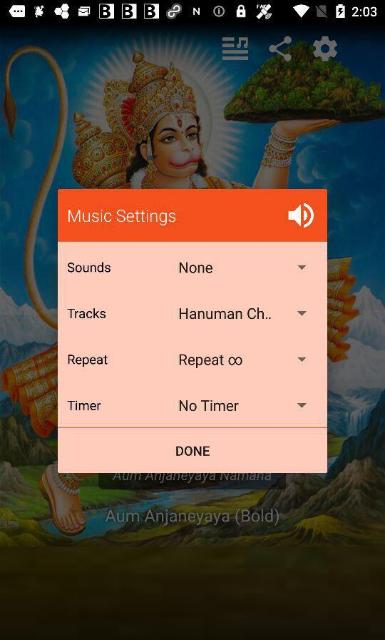 2:03
Music Settings
Sounds None
Tracks Hanuman Ch..
Repeat Repeat ∞
Timer No Timer
DONE
Aum Anjaneyaya Namaha
Aum Anjaneyaya (Bold)